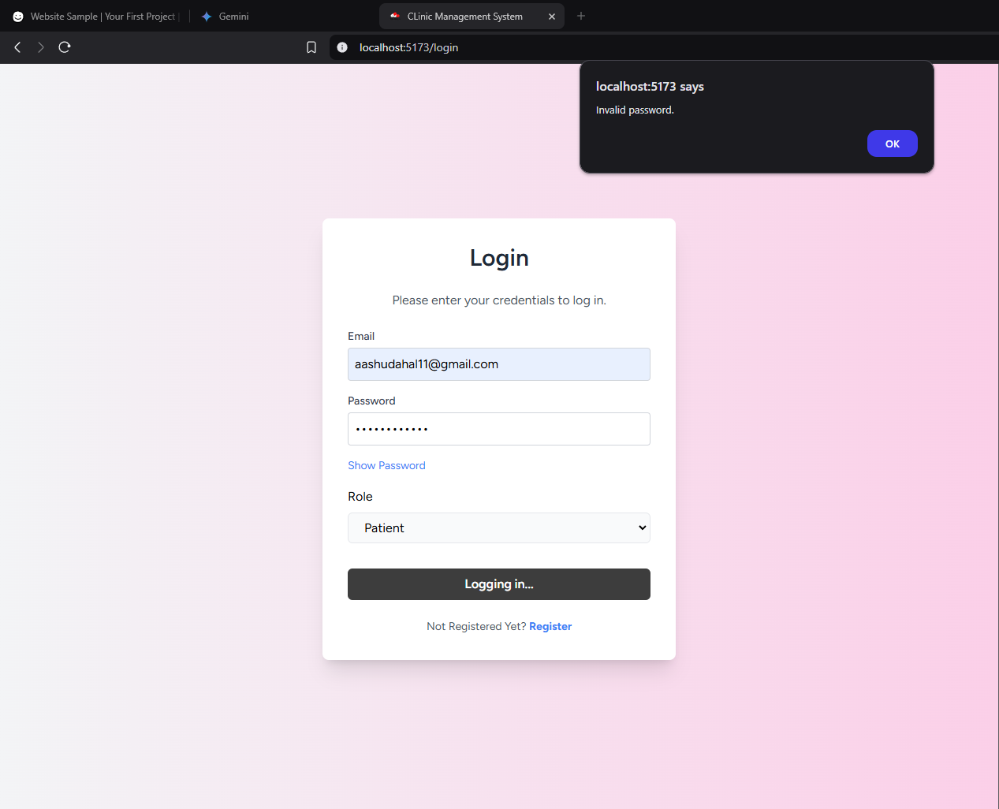 Website Sample | Your First Project |
Gemini
CLinic Management System
localhost:5173/login
localhost:5173 says
Invalid password.
OK
Login
Please enter your credentials to log in.
Email
aashudahal11@gmail.com
Password
••••••••••••
Show Password
Role
Patient
Logging in...
Not Registered Yet? Register